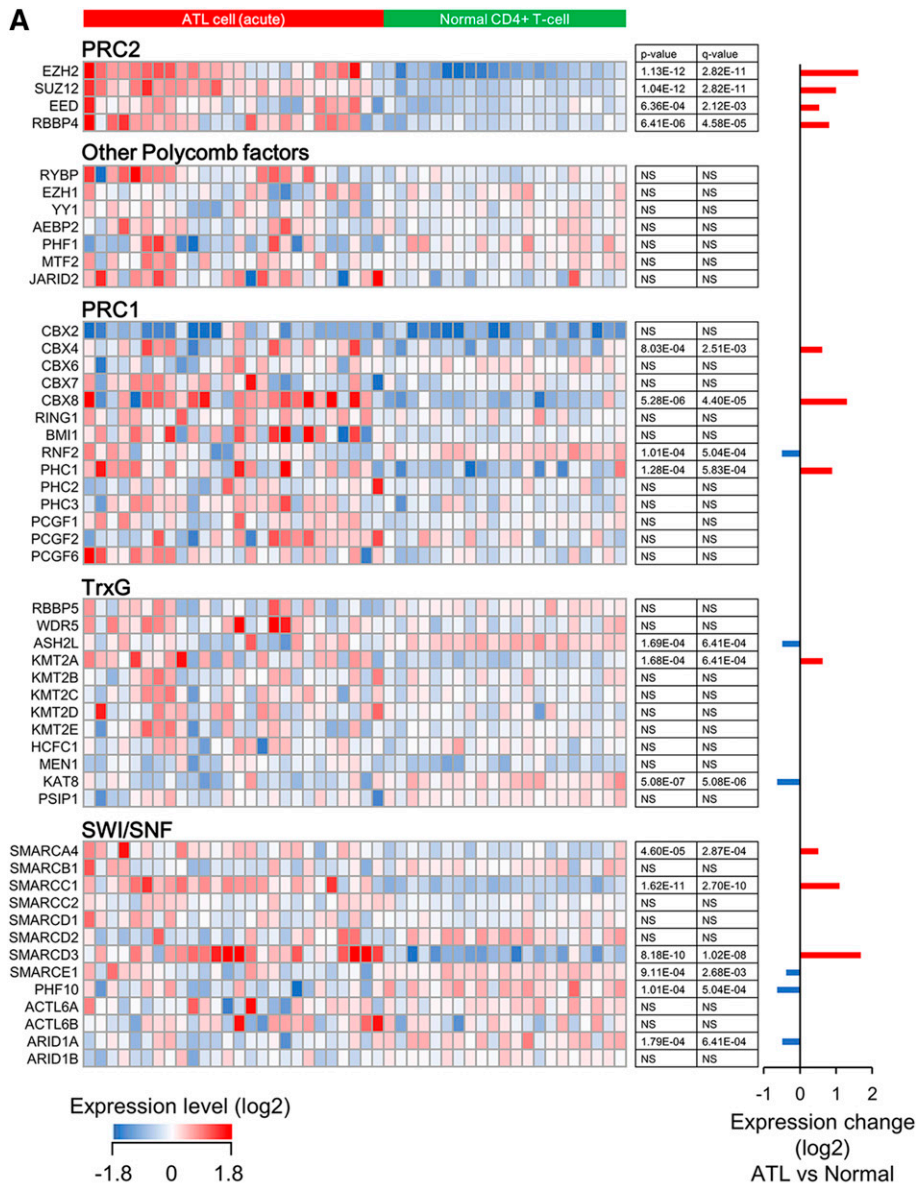 A
ATL cell (acute) Normal CD4+ T-cell
PRC2
p-value q-value
EZH2 1.13E-12 2.82E-11
SUZ12 1.04E-12 2.82E-11
EED 6.36E-04 2.12E-03
RBBP4 6.41E-06 4.58E-05
Other Polycomb factors
RYBP NS NS
EZH1 NS NS
YY1 NS NS
AEBP2 NS NS
PHF1 NS NS
MTF2 NS NS
JARID2 NS NS
PRC1
CBX2 NS NS
CBX4 8.03E-04 2.51E-03
CBX6 NS NS
CBX7 NS NS
CBX8 5.28E-06 4.40E-05
RING1 NS NS
BMI1 NS NS
RNF2 1.01E-04 5.04E-04
PHC1 1.28E-04 5.83E-04
PHC2 NS NS
PHC3 NS NS
PCGF1 NS NS
PCGF2 NS NS
PCGF6 NS NS
TrxG
RBBP5 NS NS
WDR5 NS NS
ASH2L 1.69E-04 6.41E-04
KMT2A 1.68E-04 6.41E-04
KMT2B NS NS
KMT2C NS NS
KMT2D NS NS
KMT2E NS NS
HCFC1 NS NS
MEN1 NS NS
KAT8 5.08E-07 5.08E-06
PSIP1 NS NS
SWI/SNF
SMARCA4 4.60E-05 2.87E-04
SMARCB1 NS NS
SMARCC1 1.62E-11 2.70E-10
SMARCC2 NS NS
SMARCD1 NS NS
SMARCD2 NS NS
SMARCD3 8.18E-10 1.02E-08
SMARCE1 9.11E-04 2.68E-03
PHF10 1.01E-04 5.04E-04
ACTL6A NS NS
ACTL6B NS NS
ARID1A 1.79E-04 6.41E-04
ARID1B NS NS
-1 0 1 2
Expression level (log2)
-1.8 0 1.8
Expression change
(log2)
ATL vs Normal